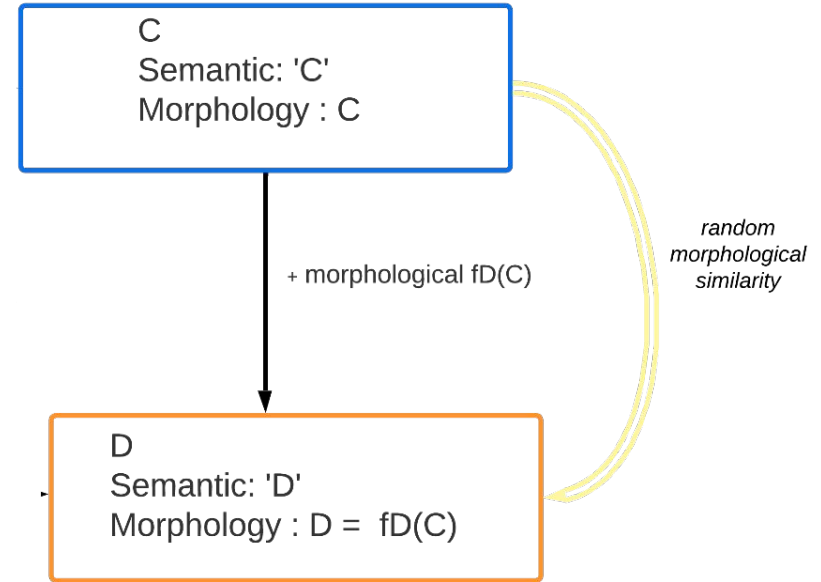 C
Semantic: 'C'
Morphology : C
random
morphological
similarity
+ morphological fD(C)
D
Semantic: 'D'
Morphology : D =  fD(C)